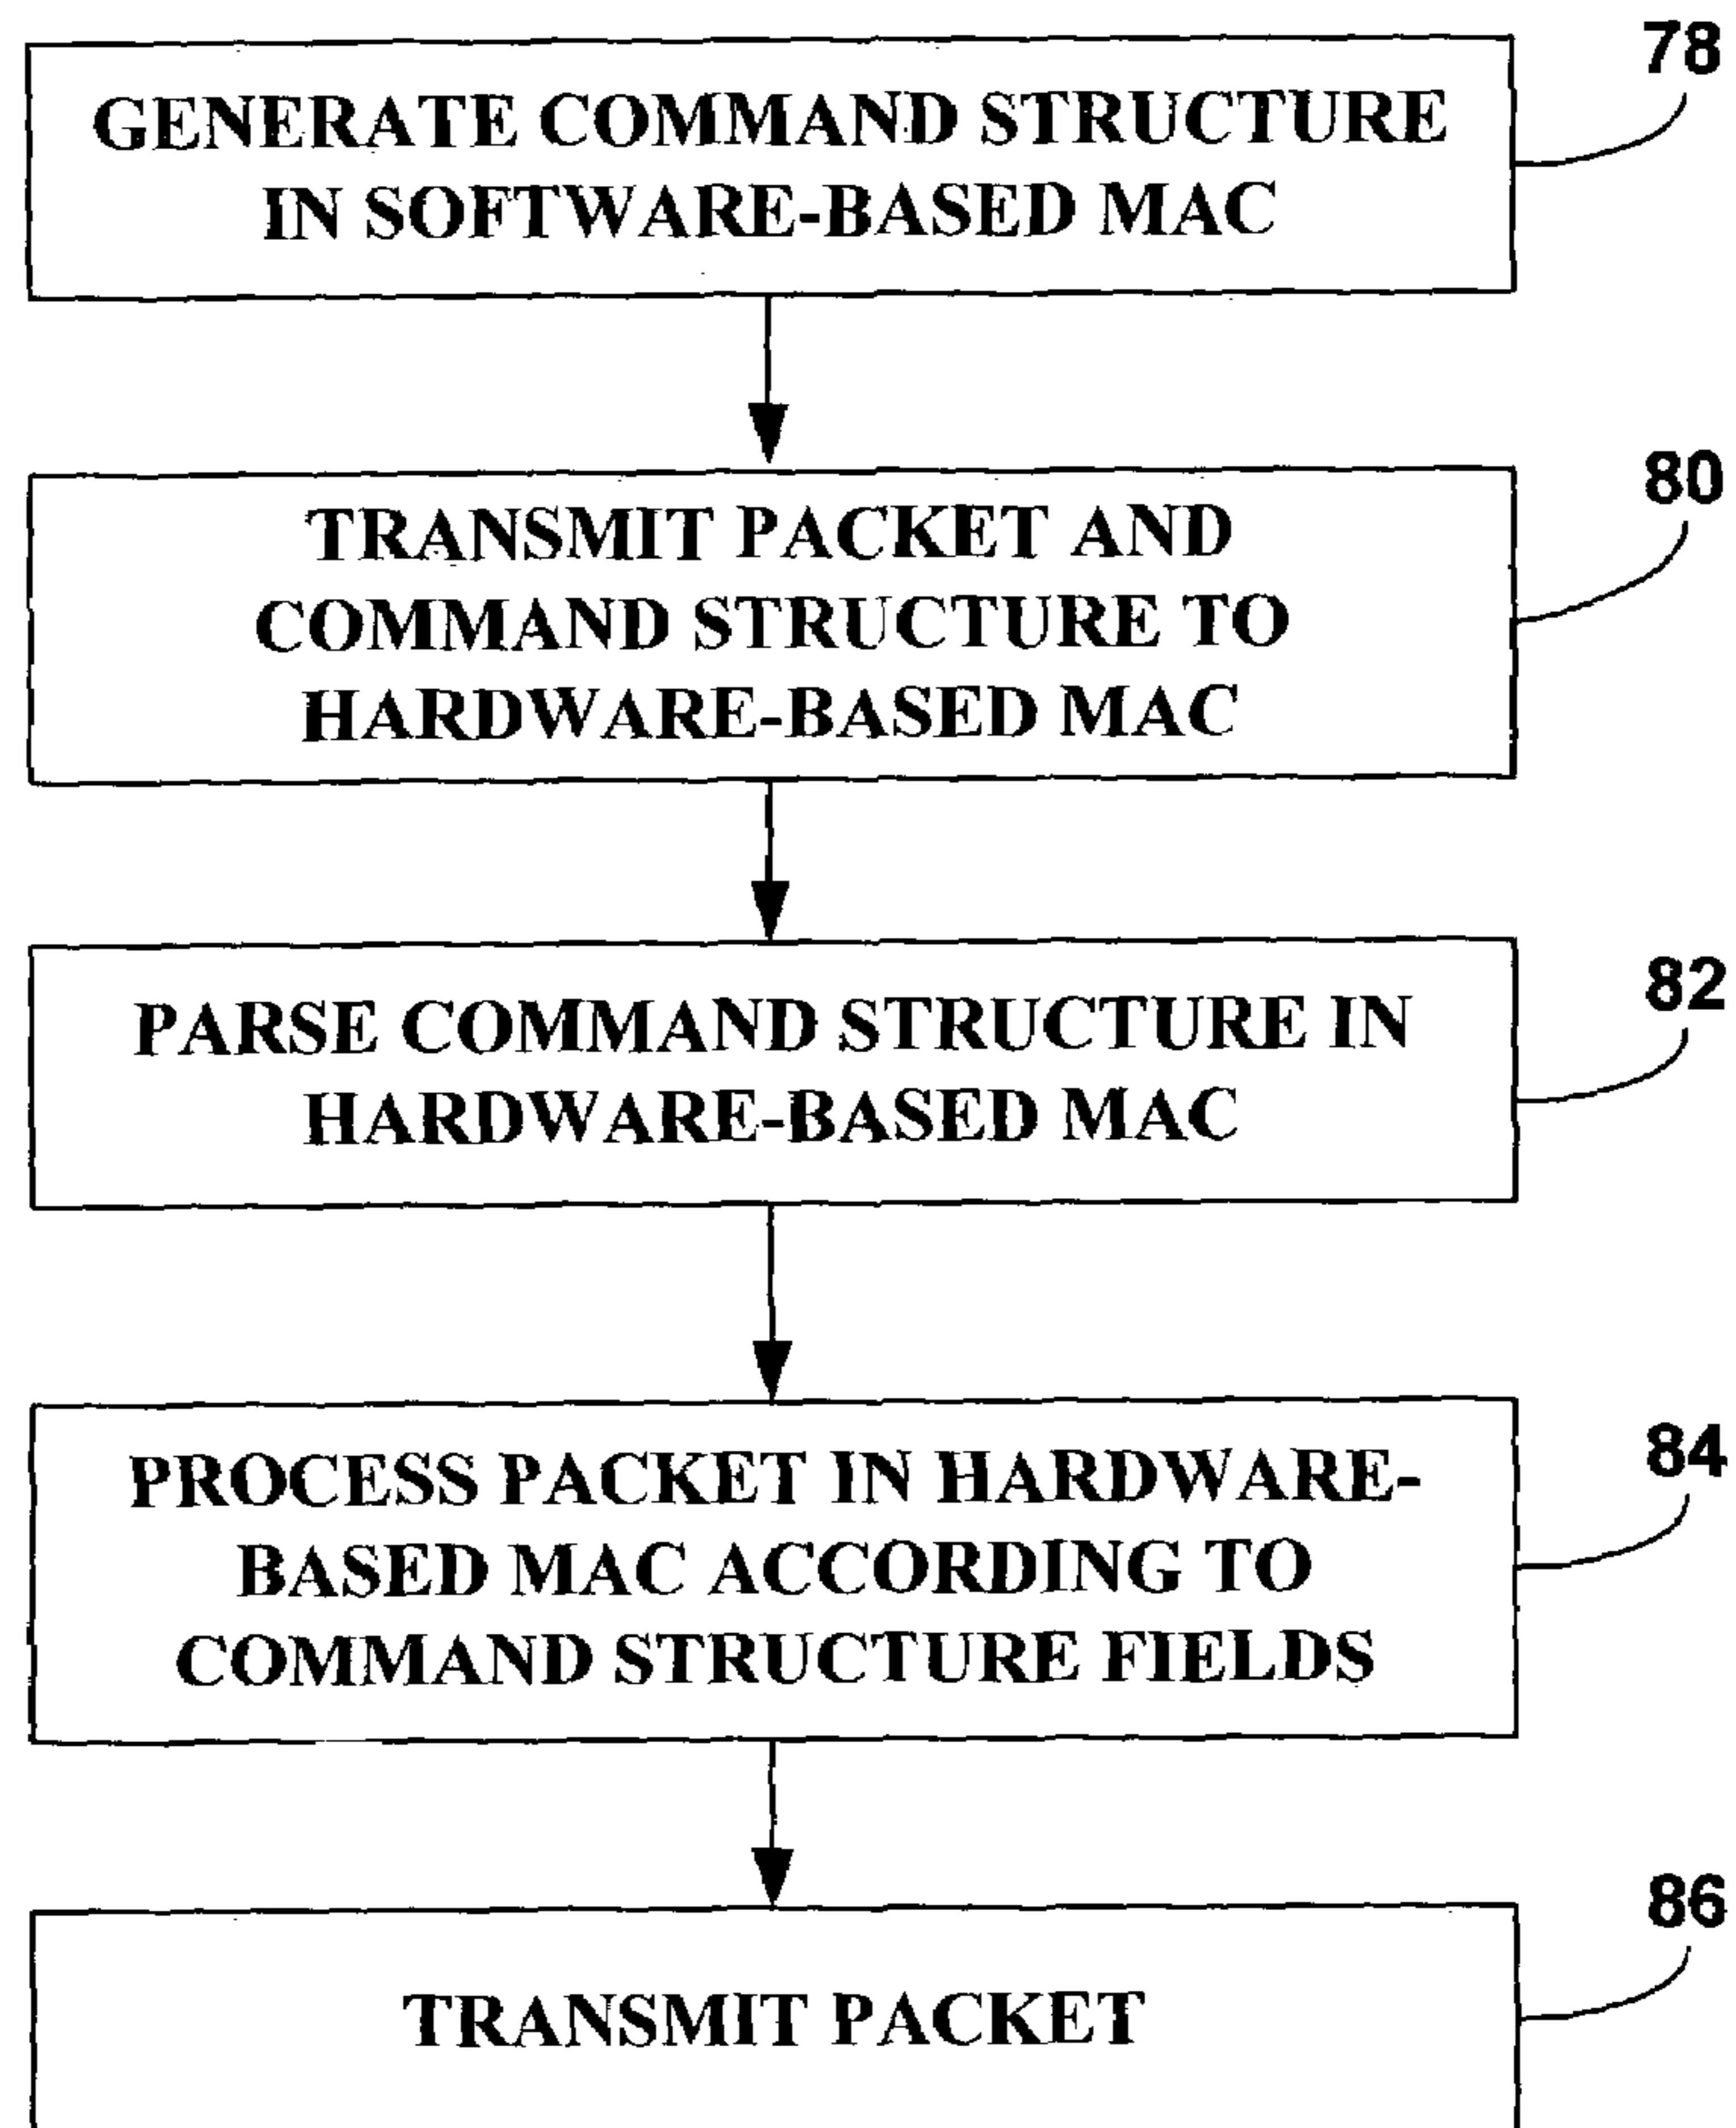 78
GENERATE COMMAND STRUCTURE
IN SOFTWARE-BASED MAC
80
TRANSMIT PACKET AND
COMMAND STRUCTURE TO
HARDWARE-BASED MAC
82
PARSE COMMAND STRUCTURE IN
HARDWARE-BASED MAC
84
PROCESS PACKET IN HARDWARE-
BASED MAC ACCORDING TO
COMMAND STRUCTURE FIELDS
86
TRANSMIT PACKET